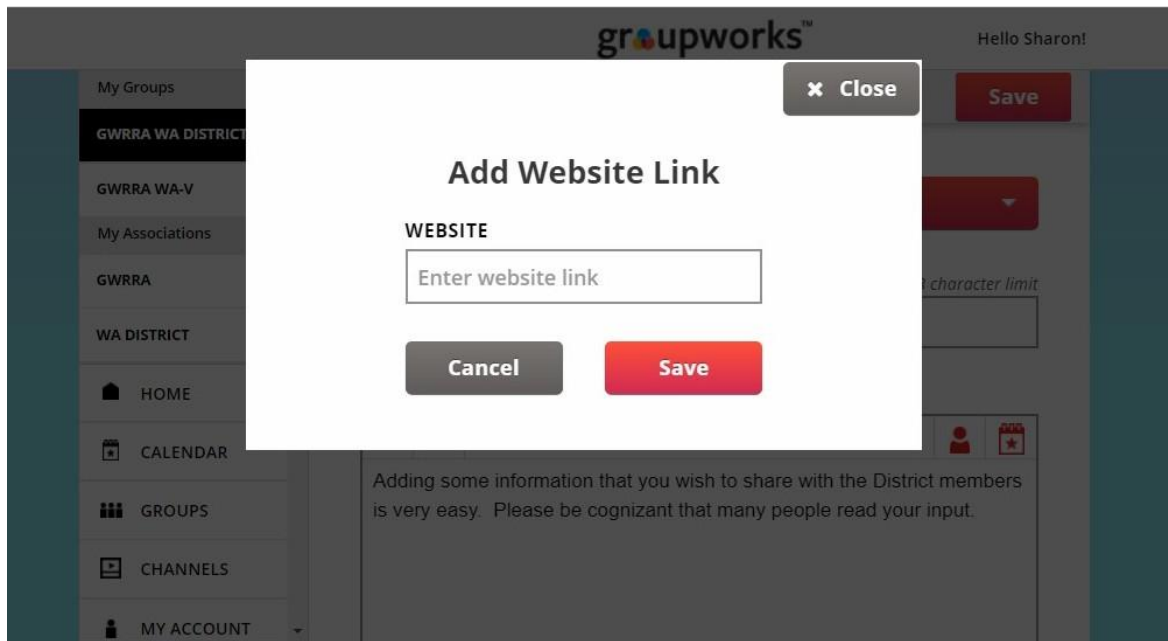 groupworks™
Hello Sharon!
My Groups
GWRRA WA DISTRICT
GWRRA WA-V
My Associations
GWRRA
WA DISTRICT
HOME
CALENDAR
GROUPS
CHANNELS
MY ACCOUNT
Save
✖ Close
Add Website Link
WEBSITE
Enter website link
Cancel
Save
character limit
Adding some information that you wish to share with the District members
is very easy. Please be cognizant that many people read your input.